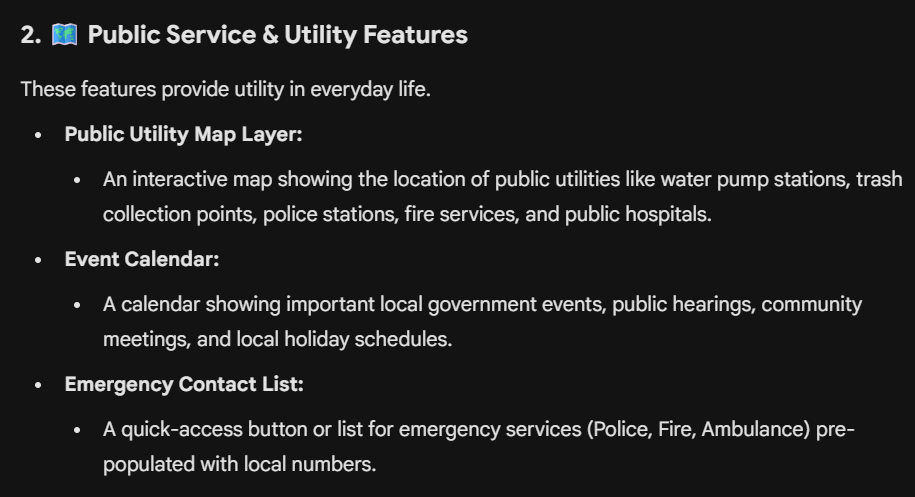 2. 🗺️ Public Service & Utility Features
These features provide utility in everyday life.
• Public Utility Map Layer:
• An interactive map showing the location of public utilities like water pump stations, trash
collection points, police stations, fire services, and public hospitals.
• Event Calendar:
• A calendar showing important local government events, public hearings, community
meetings, and local holiday schedules.
• Emergency Contact List:
• A quick-access button or list for emergency services (Police, Fire, Ambulance) pre-
populated with local numbers.